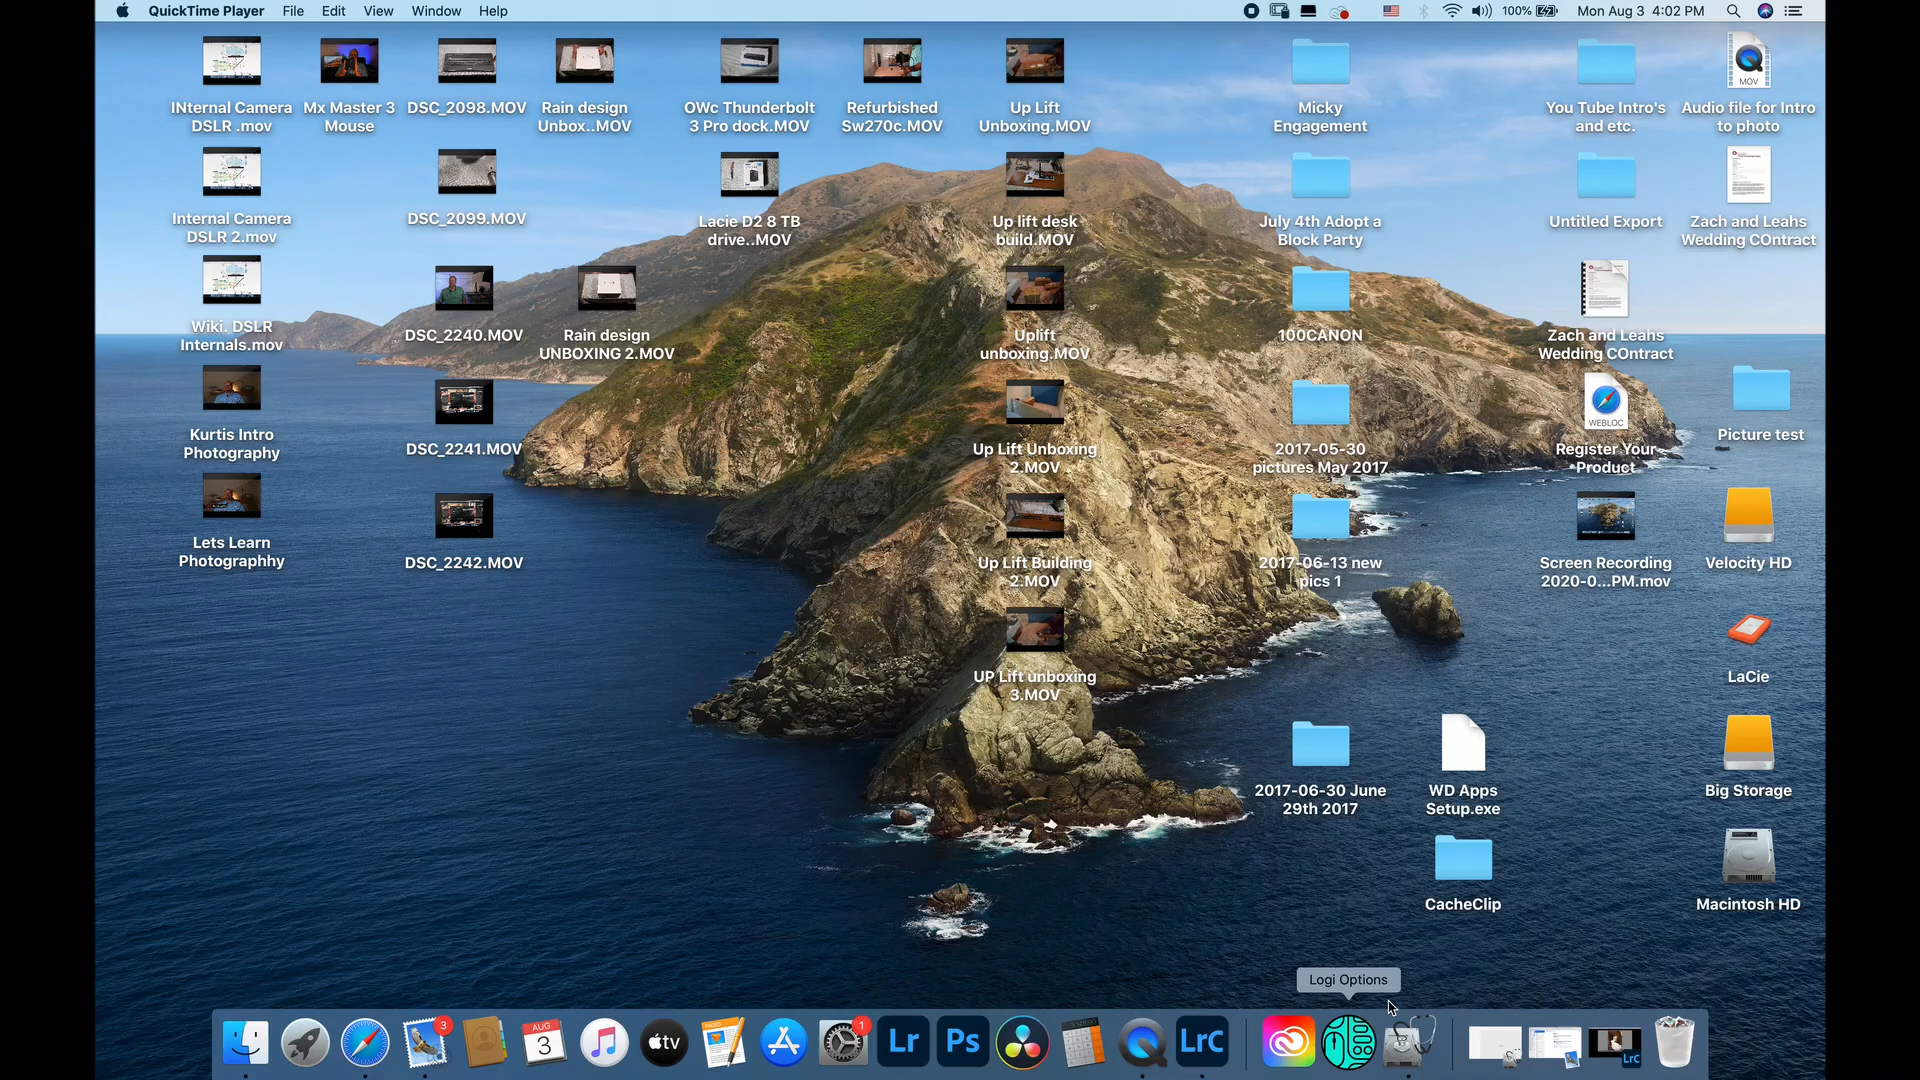 QuickTime Player File Edit View Window Help
100% Mon Aug 3 4:02 PM
INternal Camera
DSLR .mov
Mx Master 3
Mouse
DSC_2098.MOV
Rain design
Unbox..MOV
OWc Thunderbolt
3 Pro dock.MOV
Refurbished
Sw270c.MOV
Up Lift
Unboxing.MOV
Micky
Engagement
You Tube Intro's
and etc.
MOV
Audio file for Intro
to photo
Internal Camera
DSLR 2.mov
DSC_2099.MOV
Lacie D2 8 TB
drive..MOV
Up lift desk
build.MOV
July 4th Adopt a
Block Party
Untitled Export
Zach and Leahs
Wedding COntract
Wiki. DSLR
Internals.mov
DSC_2240.MOV
Rain design
UNBOXING 2.MOV
Uplift
unboxing.MOV
100CANON
Zach and Leahs
Wedding COntract
Kurtis Intro
Photography
DSC_2241.MOV
Up Lift Unboxing
2.MOV
2017-05-30
pictures May 2017
WEBLOC
Register Your
Product
Picture test
Lets Learn
Photographhy
DSC_2242.MOV
Up Lift Building
2.MOV
2017-06-13 new
pics 1
Screen Recording
2020-0...PM.mov
Velocity HD
UP Lift unboxing
3.MOV
LaCie
2017-06-30 June
29th 2017
WD Apps
Setup.exe
Big Storage
CacheClip
Macintosh HD
Logi Options
3
AUG
3
tv
PAGES
1
Lr
Ps
LrC
LrC